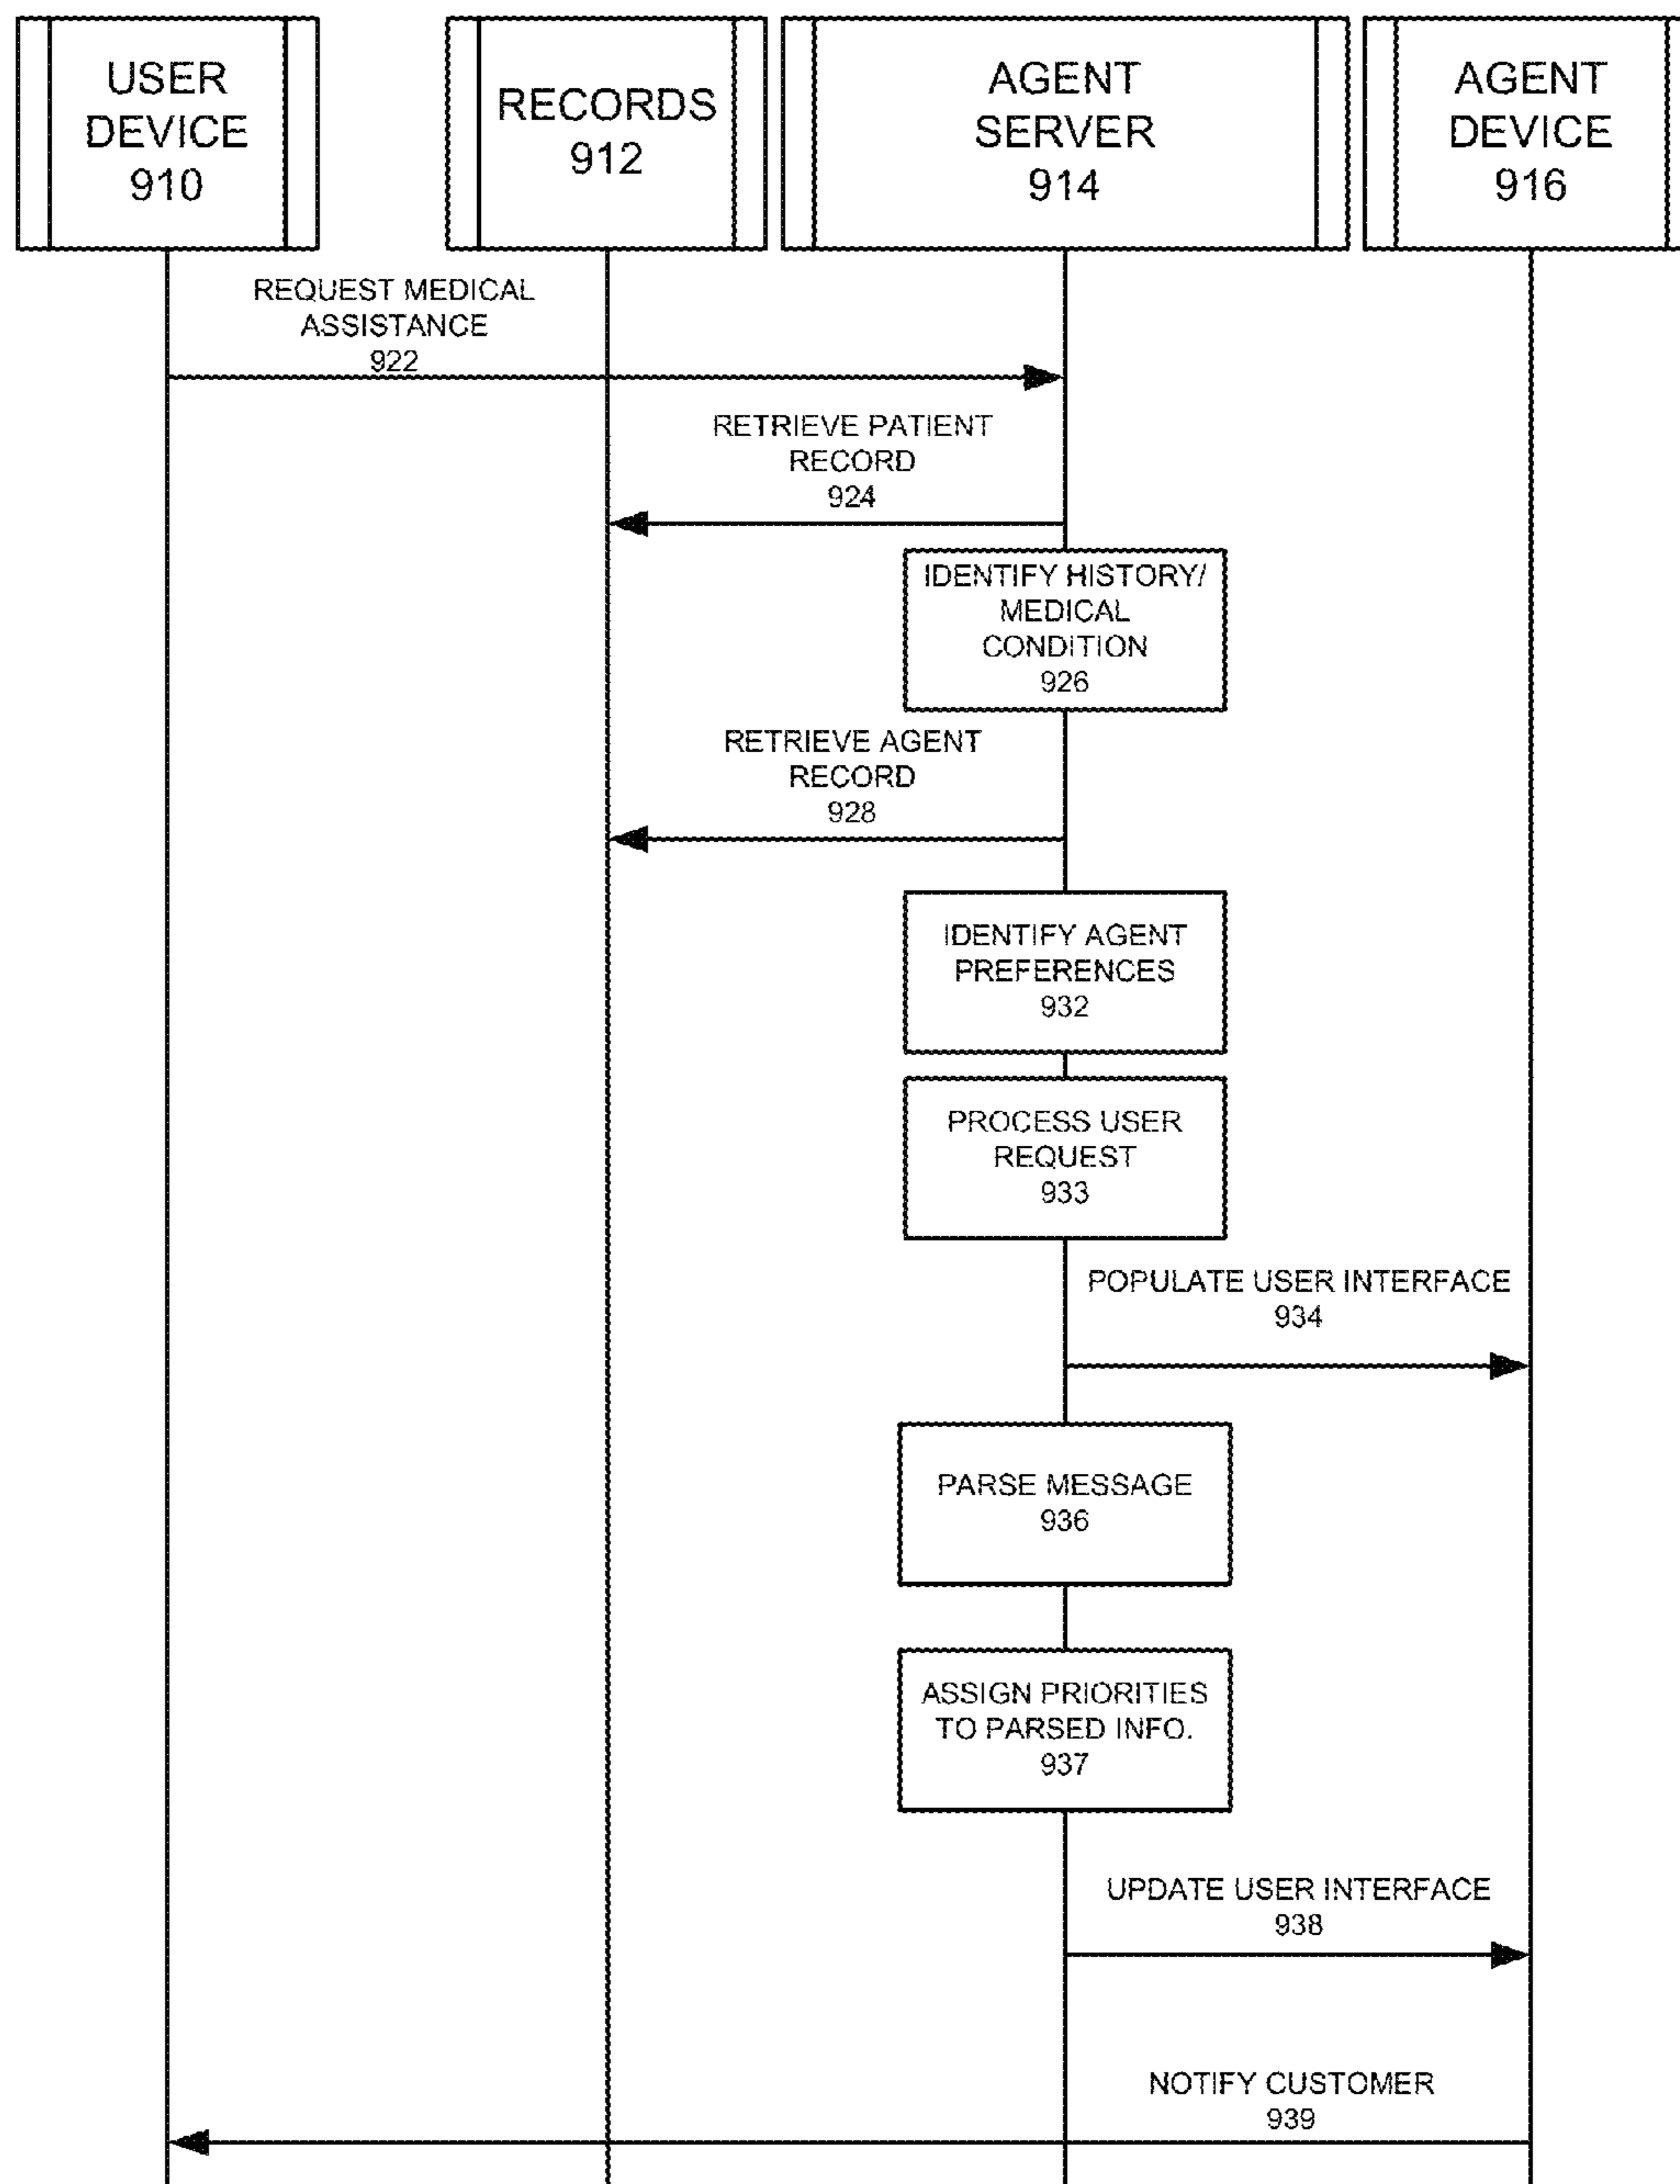 USER
DEVICE
910
RECORDS
912
AGENT
SERVER
914
AGENT
DEVICE
916
REQUEST MEDICAL
ASSISTANCE
922
RETRIEVE PATIENT
RECORD
924
IDENTIFY HISTORY/
MEDICAL
CONDITION
926
RETRIEVE AGENT
RECORD
928
IDENTIFY AGENT
PREFERENCES
932
PROCESS USER
REQUEST
933
POPULATE USER INTERFACE
934
PARSE MESSAGE
936
ASSIGN PRIORITIES
TO PARSED INFO.
937
UPDATE USER INTERFACE
938
NOTIFY CUSTOMER
939